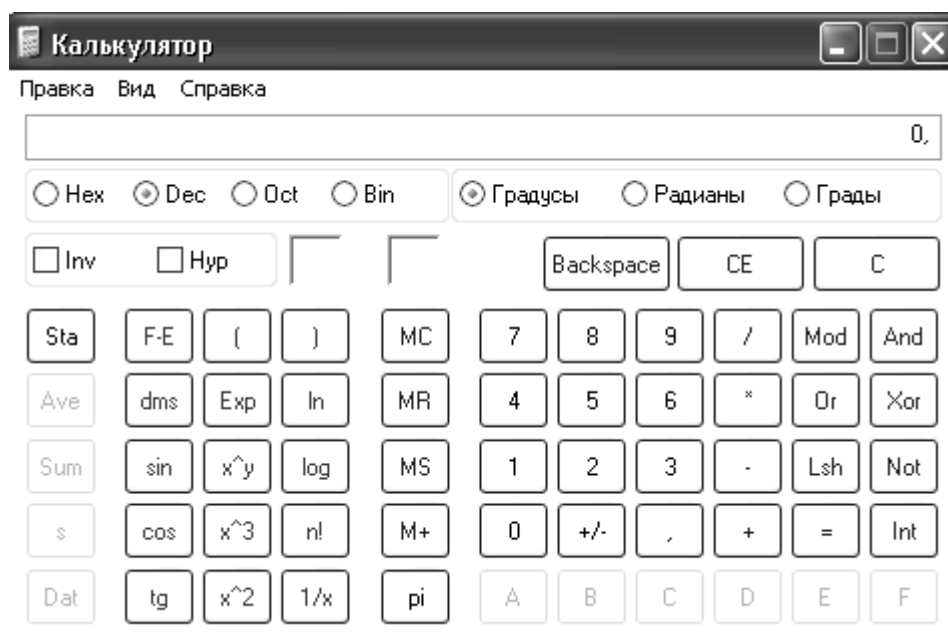 Калькулятор
Правка Вид Справка
0,
Hex Dec Oct Bin Градусы Радианы Грады
Inv Hyp Backspace CE C
Sta F-E ( ) MC 7 8 9 / Mod And
Ave dms Exp ln MR 4 5 6 * Or Xor
Sum sin x^y log MS 1 2 3 - Lsh Not
s cos x^3 n! M+ 0 +/- , + = Int
Dat tg x^2 1/x pi A B C D E F